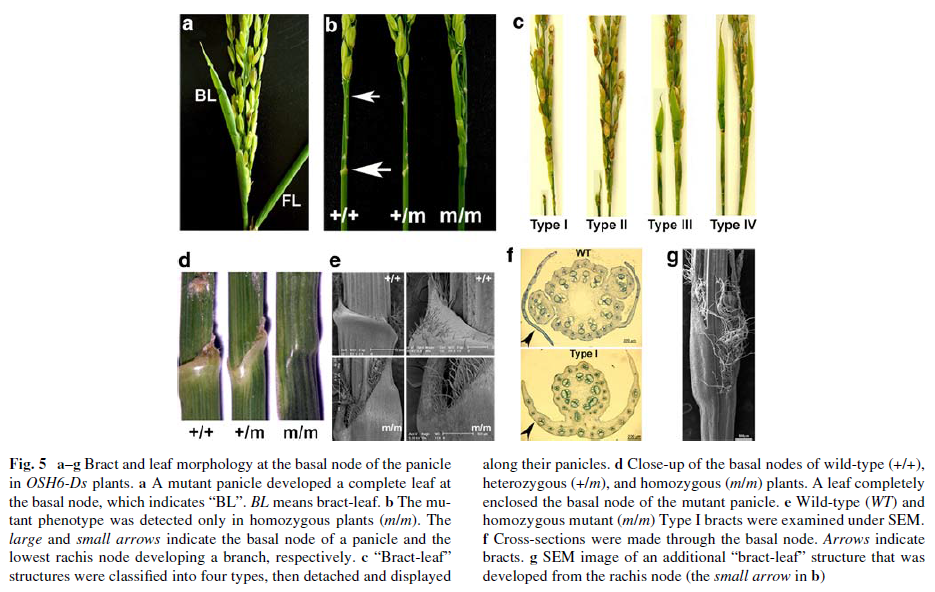 a
b
c
BL
FL
+/+
+/m
m/m
Type I
Type II
Type III
Type IV
d
e
f
g
+/+
+/+
WT
Type I
m/m
m/m
+/+
+/m
m/m
Fig. 5 a–g Bract and leaf morphology at the basal node of the panicle
in OSH6-Ds plants. a A mutant panicle developed a complete leaf at
the basal node, which indicates “BL”. BL means bract-leaf. b The mu-
tant phenotype was detected only in homozygous plants (m/m). The
large and small arrows indicate the basal node of a panicle and the
lowest rachis node developing a branch, respectively. c “Bract-leaf”
structures were classified into four types, then detached and displayed
along their panicles. d Close-up of the basal nodes of wild-type (+/+),
heterozygous (+/m), and homozygous (m/m) plants. A leaf completely
enclosed the basal node of the mutant panicle. e Wild-type (WT) and
homozygous mutant (m/m) Type I bracts were examined under SEM.
f Cross-sections were made through the basal node. Arrows indicate
bracts. g SEM image of an additional “bract-leaf” structure that was
developed from the rachis node (the small arrow in b)